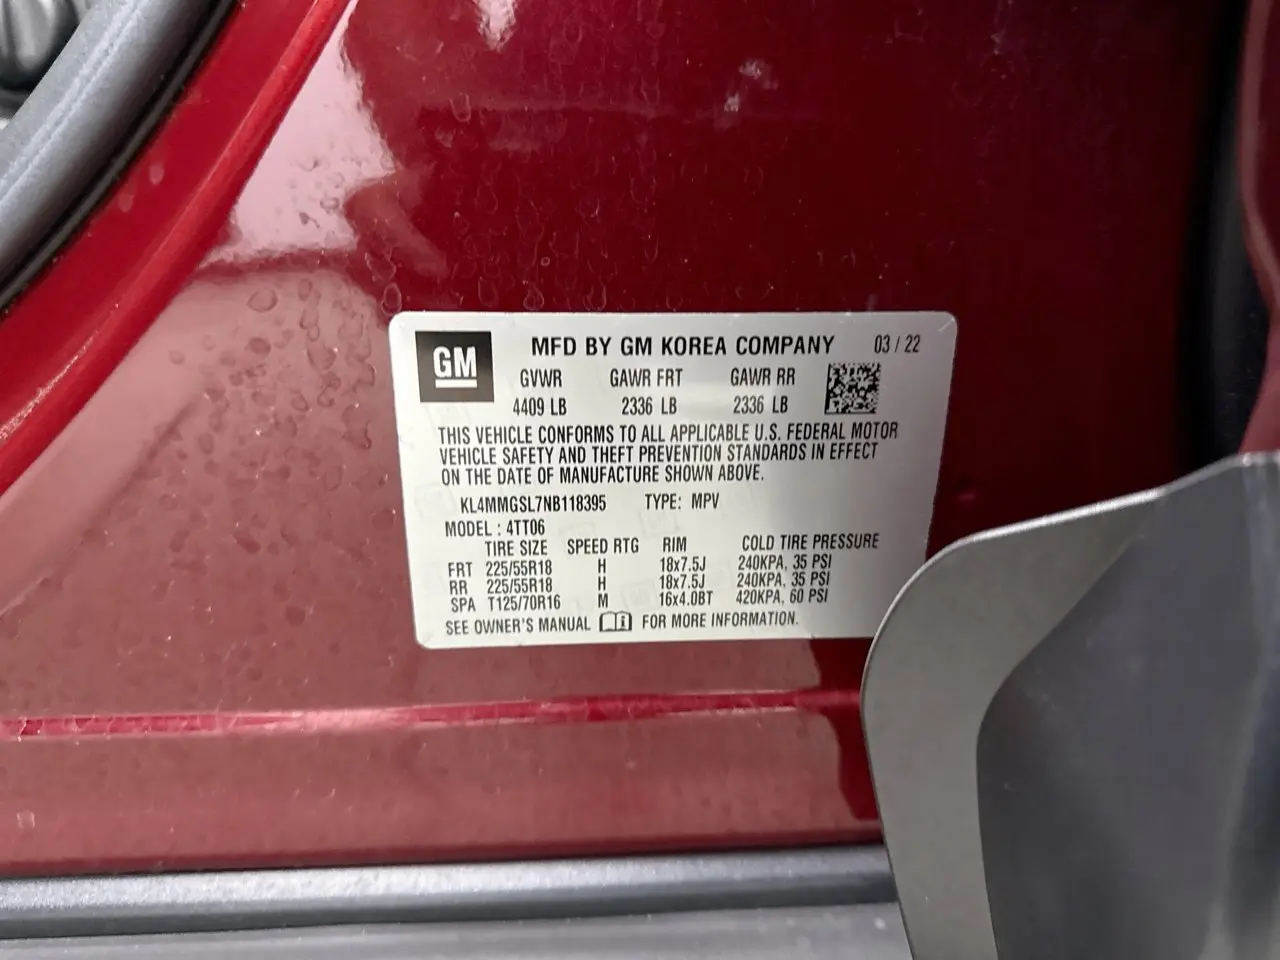 GM
MFD BY GM KOREA COMPANY 03 / 22
GVWR GAWR FRT GAWR RR
4409 LB 2336 LB 2336 LB
THIS VEHICLE CONFORMS TO ALL APPLICABLE U.S. FEDERAL MOTOR
VEHICLE SAFETY AND THEFT PREVENTION STANDARDS IN EFFECT
ON THE DATE OF MANUFACTURE SHOWN ABOVE.
KL4MMGSL7NB118395 TYPE: MPV
MODEL : 4TT06
TIRE SIZE SPEED RTG RIM COLD TIRE PRESSURE
FRT 225/55R18 H 18x7.5J 240KPA, 35 PSI
RR 225/55R18 H 18x7.5J 240KPA, 35 PSI
SPA T125/70R16 M 16x4.0BT 420KPA, 60 PSI
SEE OWNER'S MANUAL FOR MORE INFORMATION.